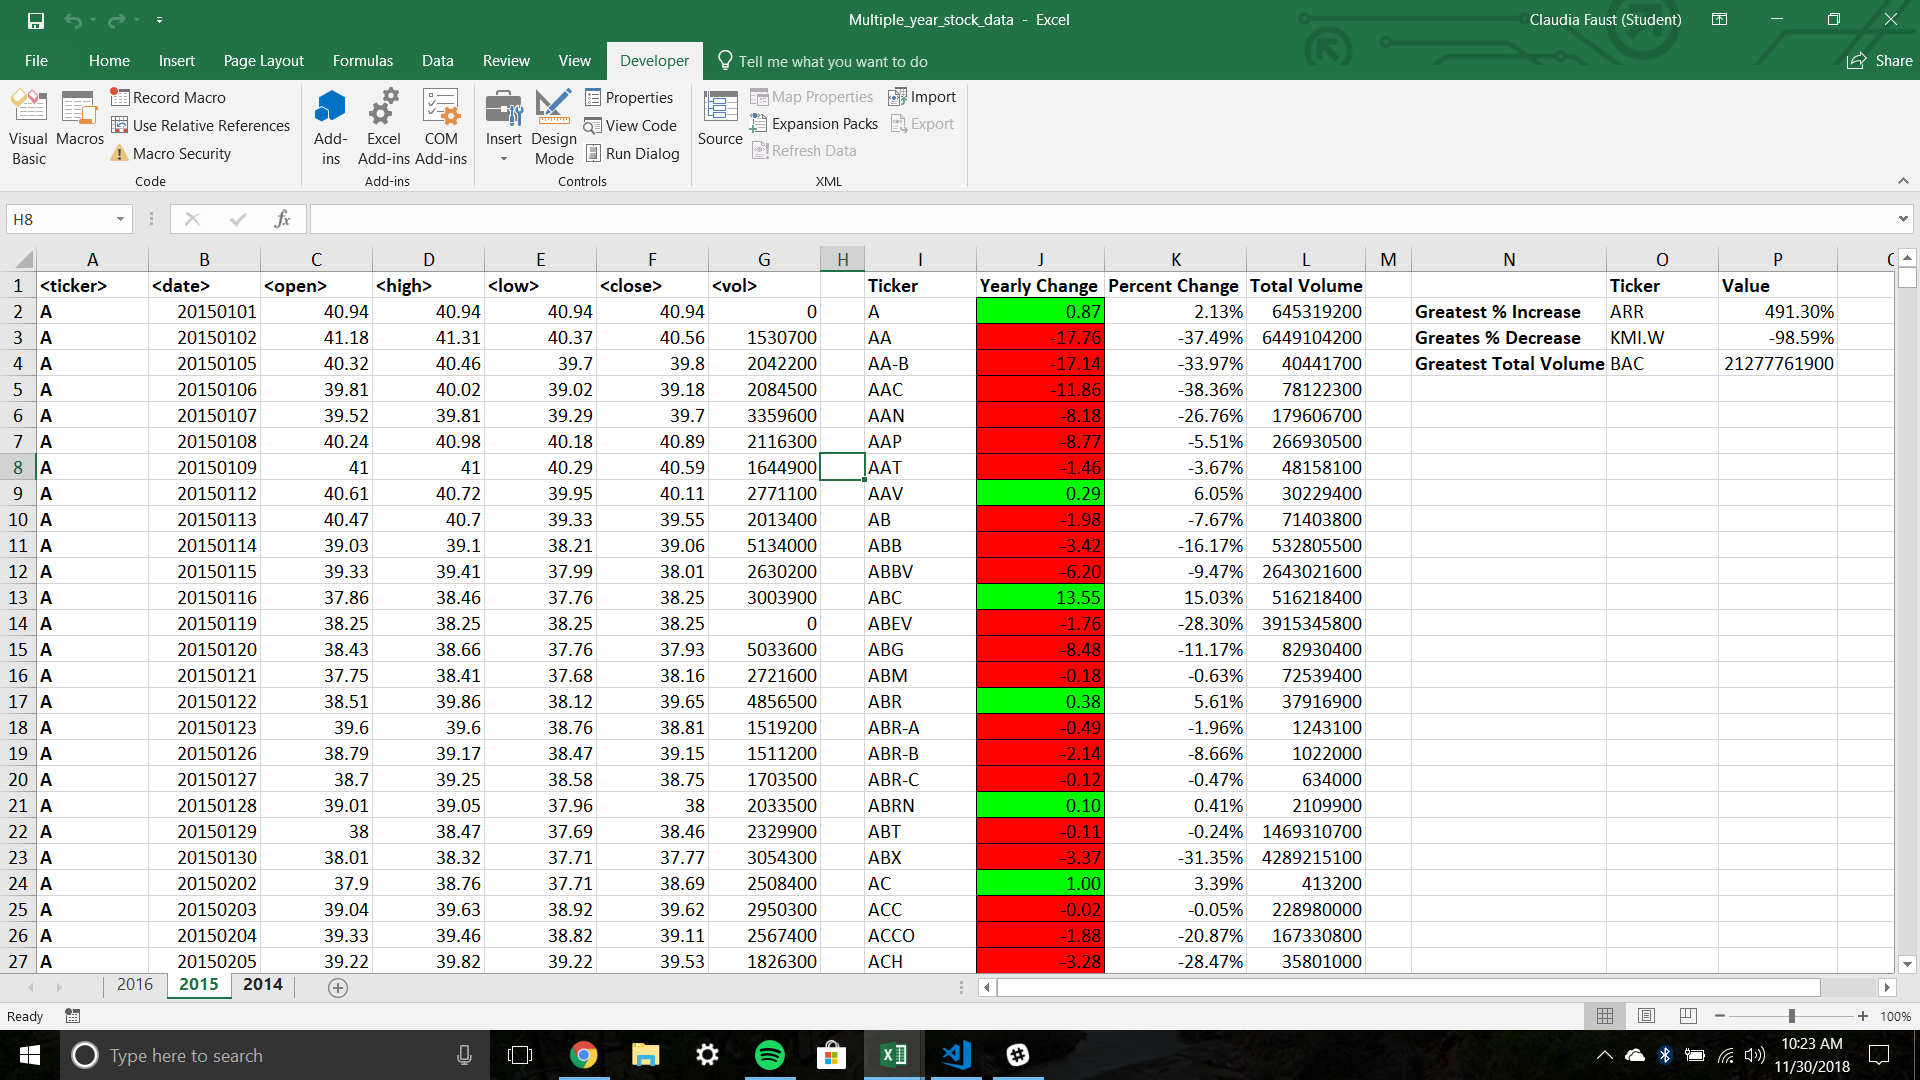 Multiple_year_stock_data - Excel
Claudia Faust (Student)
File Home Insert Page Layout Formulas Data Review View Developer Tell me what you want to do Share
Visual Basic
Macros
Record Macro
Use Relative References
Macro Security
Code
Add-ins
Excel Add-ins
COM Add-ins
Add-ins
Insert
Design Mode
Properties
View Code
Run Dialog
Controls
Source
Map Properties
Expansion Packs
Refresh Data
Import
Export
XML
H8
fx
A B C D E F G H I J K L M N O P
1 <ticker> <date> <open> <high> <low> <close> <vol> Ticker Yearly Change Percent Change Total Volume Ticker Value
2 A 20150101 40.94 40.94 40.94 40.94 0 A 0.87 2.13% 645319200 Greatest % Increase ARR 491.30%
3 A 20150102 41.18 41.31 40.37 40.56 1530700 AA -17.76 -37.49% 6449104200 Greates % Decrease KMI.W -98.59%
4 A 20150105 40.32 40.46 39.7 39.8 2042200 AA-B -17.14 -33.97% 40441700 Greatest Total Volume BAC 21277761900
5 A 20150106 39.81 40.02 39.02 39.18 2084500 AAC -11.86 -38.36% 78122300
6 A 20150107 39.52 39.81 39.29 39.7 3359600 AAN -8.18 -26.76% 179606700
7 A 20150108 40.24 40.98 40.18 40.89 2116300 AAP -8.77 -5.51% 266930500
8 A 20150109 41 41 40.29 40.59 1644900 AAT -1.46 -3.67% 48158100
9 A 20150112 40.61 40.72 39.95 40.11 2771100 AAV 0.29 6.05% 30229400
10 A 20150113 40.47 40.7 39.33 39.55 2013400 AB -1.98 -7.67% 71403800
11 A 20150114 39.03 39.1 38.21 39.06 5134000 ABB -3.42 -16.17% 532805500
12 A 20150115 39.33 39.41 37.99 38.01 2630200 ABBV -6.20 -9.47% 2643021600
13 A 20150116 37.86 38.46 37.76 38.25 3003900 ABC 13.55 15.03% 516218400
14 A 20150119 38.25 38.25 38.25 38.25 0 ABEV -1.76 -28.30% 3915345800
15 A 20150120 38.43 38.66 37.76 37.93 5033600 ABG -8.48 -11.17% 82930400
16 A 20150121 37.75 38.41 37.68 38.16 2721600 ABM -0.18 -0.63% 72539400
17 A 20150122 38.51 39.86 38.12 39.65 4856500 ABR 0.38 5.61% 37916900
18 A 20150123 39.6 39.6 38.76 38.81 1519200 ABR-A -0.49 -1.96% 1243100
19 A 20150126 38.79 39.17 38.47 39.15 1511200 ABR-B -2.14 -8.66% 1022000
20 A 20150127 38.7 39.25 38.58 38.75 1703500 ABR-C -0.12 -0.47% 634000
21 A 20150128 39.01 39.05 37.96 38 2033500 ABRN 0.10 0.41% 2109900
22 A 20150129 38 38.47 37.69 38.46 2329900 ABT -0.11 -0.24% 1469310700
23 A 20150130 38.01 38.32 37.71 37.77 3054300 ABX -3.37 -31.35% 4289215100
24 A 20150202 37.9 38.76 37.71 38.69 2508400 AC 1.00 3.39% 413200
25 A 20150203 39.04 39.63 38.92 39.62 2950300 ACC -0.02 -0.05% 228980000
26 A 20150204 39.33 39.46 38.82 39.11 2567400 ACCO -1.88 -20.87% 167330800
27 A 20150205 39.22 39.82 39.22 39.53 1826300 ACH -3.28 -28.47% 35801000
2016 2015 2014
Ready
100%
Type here to search
10:23 AM
11/30/2018